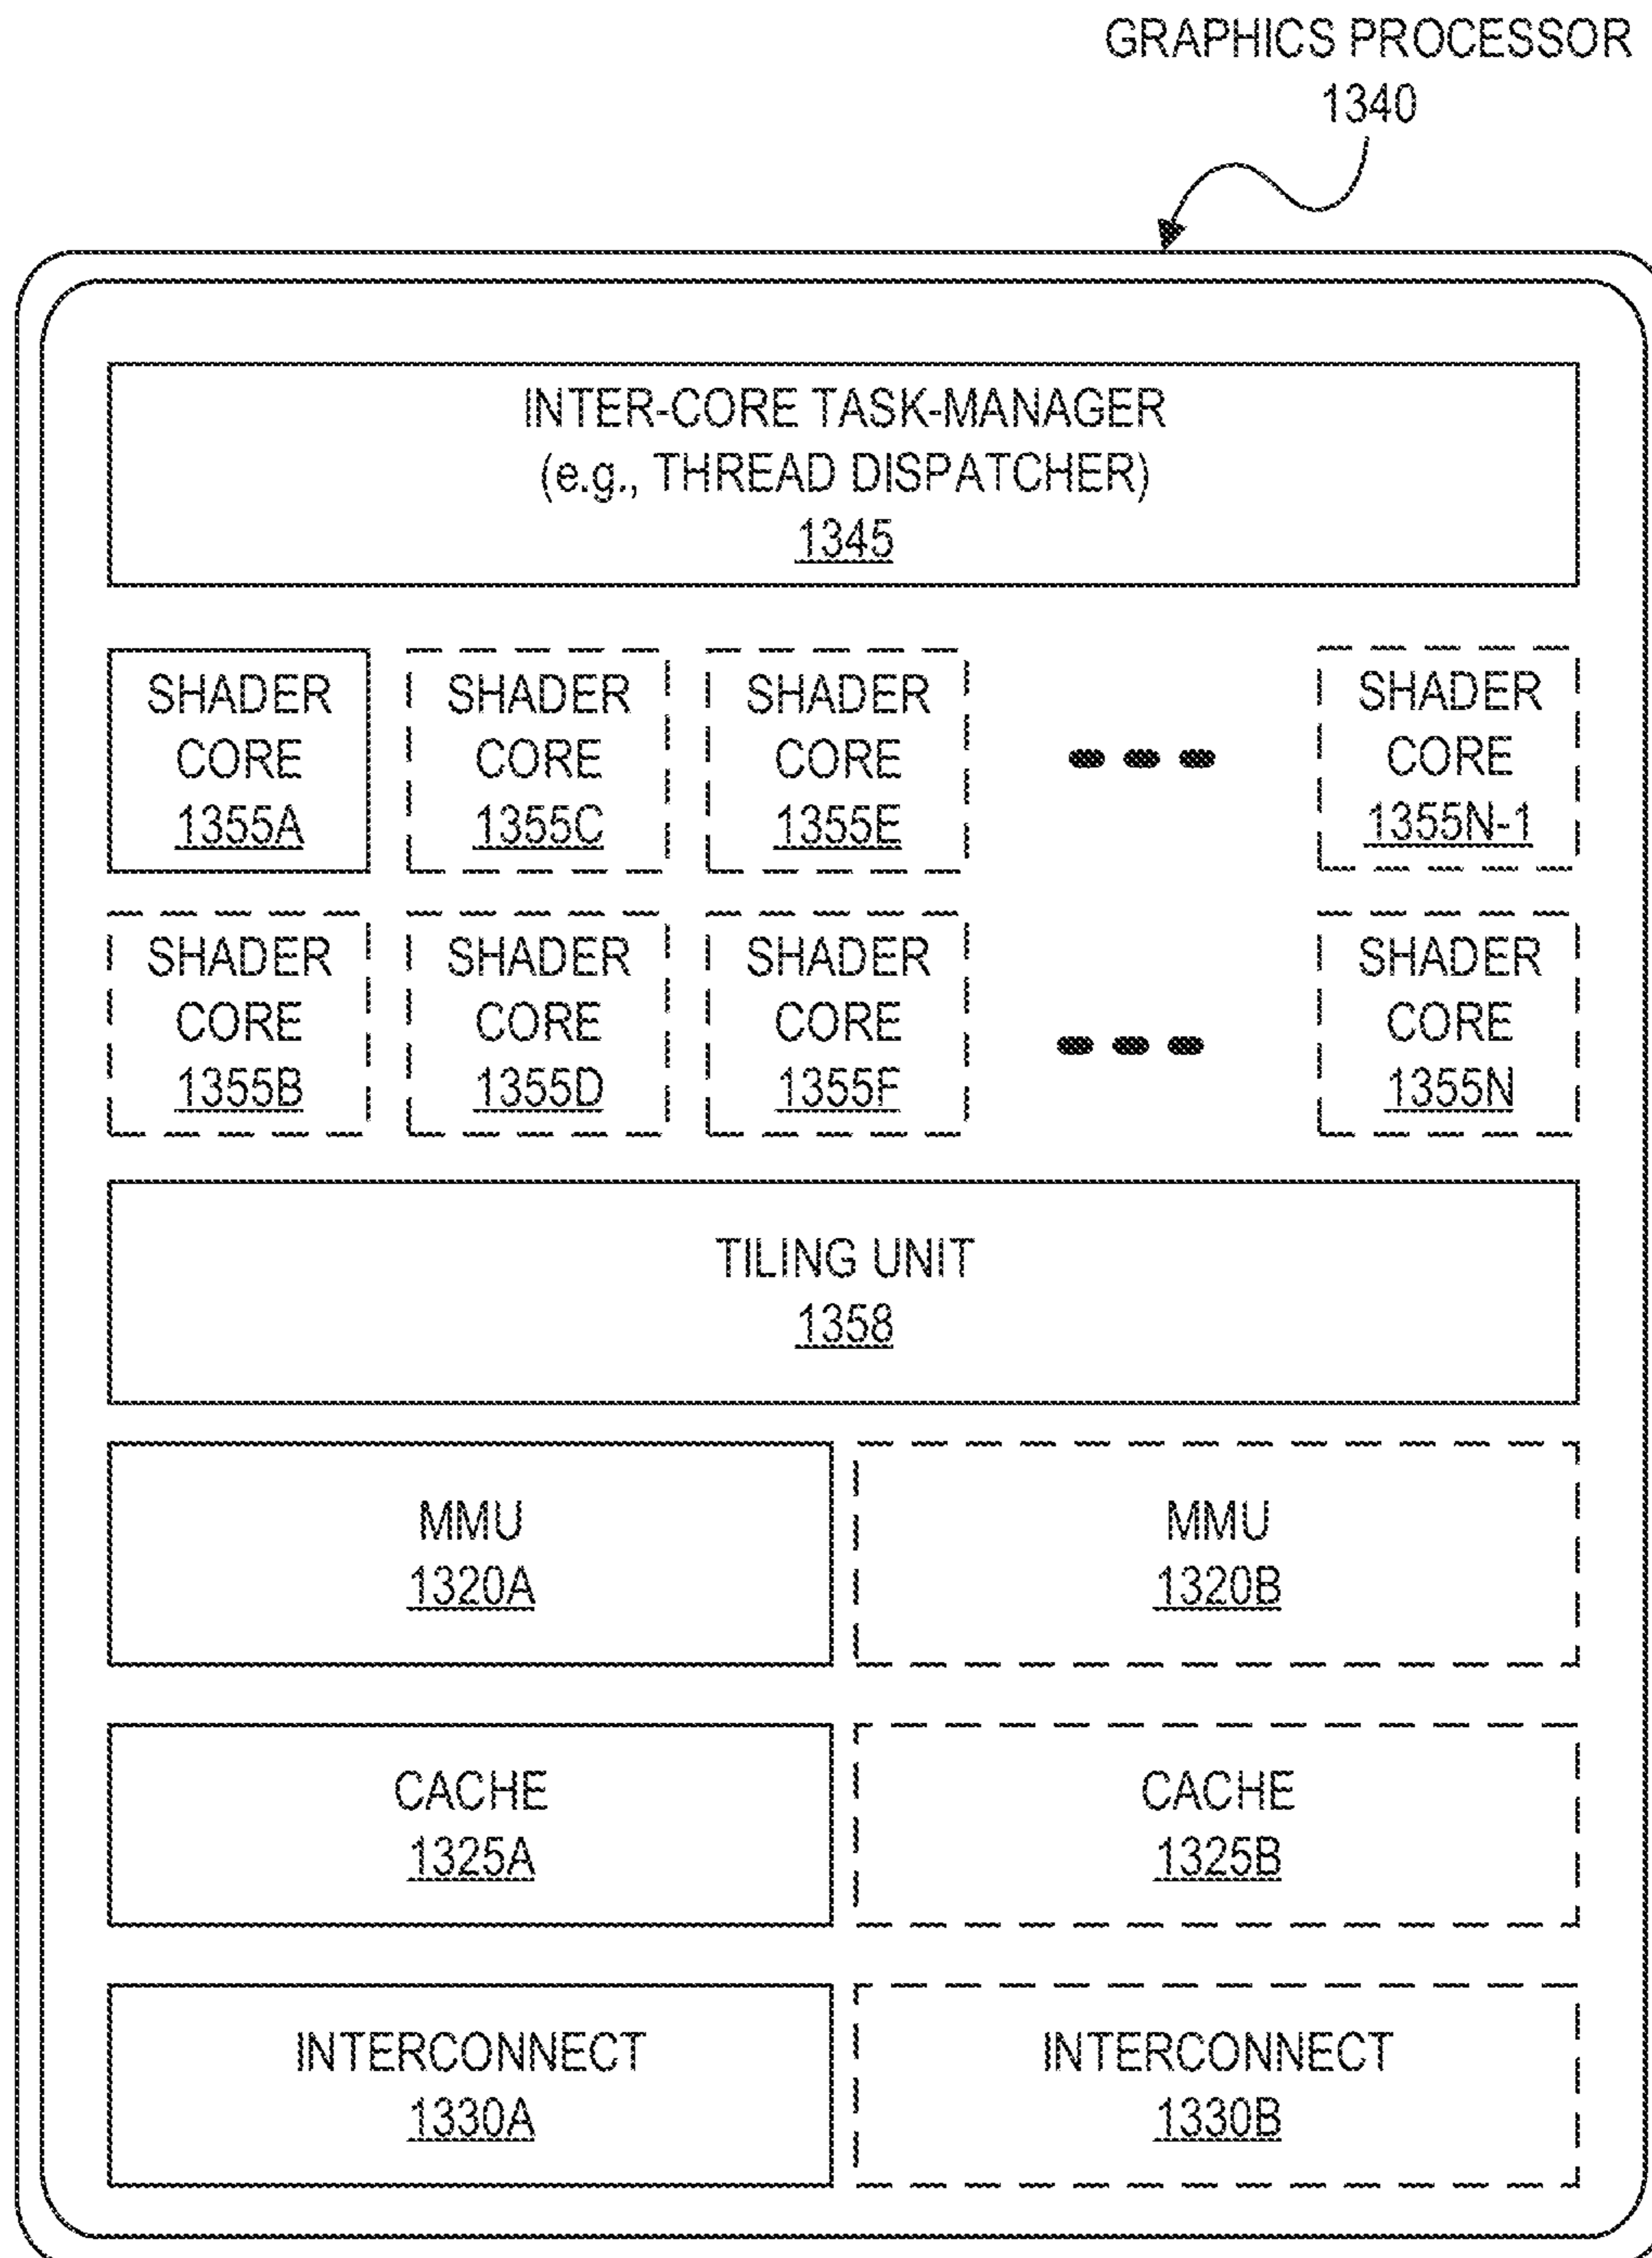 GRAPHICS PROCESSOR
1340
INTER-CORE TASK-MANAGER
(e.g., THREAD DISPATCHER)
1345
SHADER
CORE
1355A
SHADER
CORE
1355C
SHADER
CORE
1355E
SHADER
CORE
1355N-1
SHADER
CORE
1355B
SHADER
CORE
1355D
SHADER
CORE
1355F
SHADER
CORE
1355N
TILING UNIT
1358
MMU
1320A
MMU
1320B
CACHE
1325A
CACHE
1325B
INTERCONNECT
1330A
INTERCONNECT
1330B